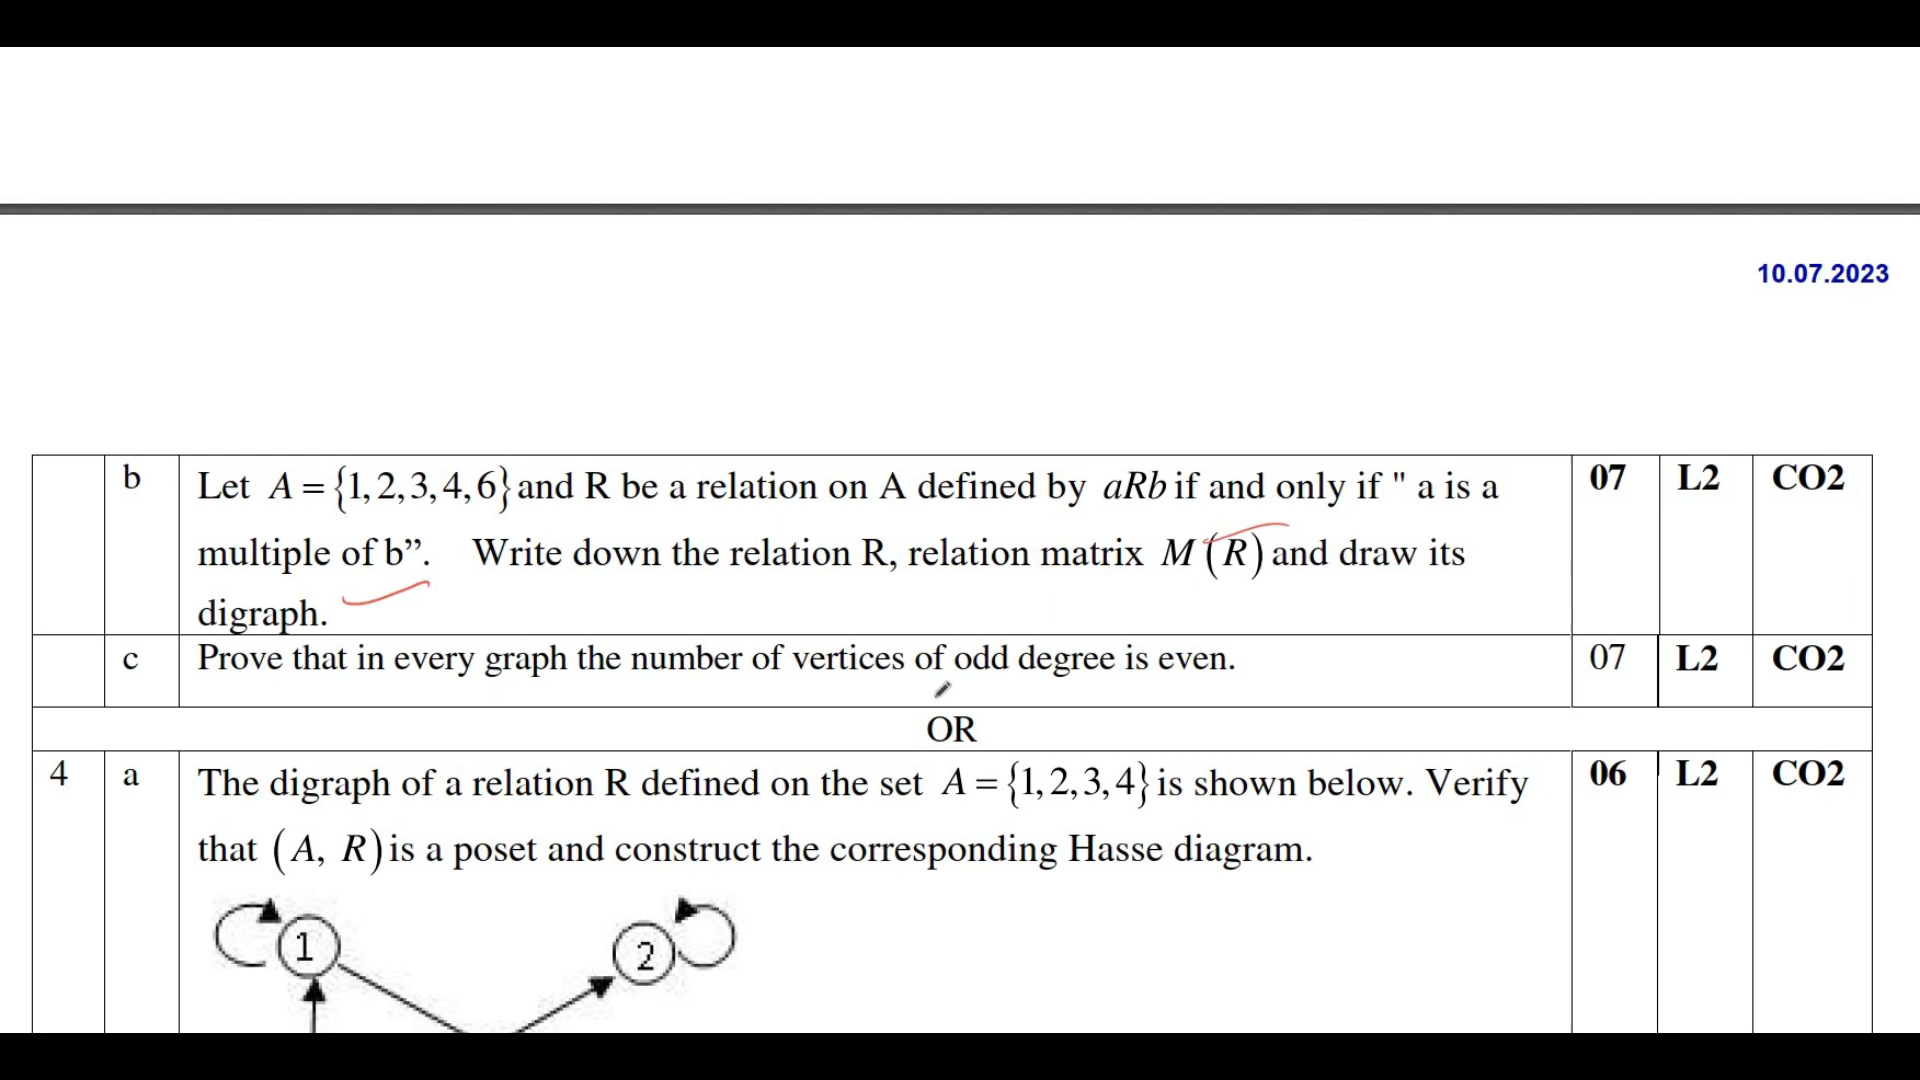 10.07.2023
b Let A = {1, 2, 3, 4, 6} and R be a relation on A defined by aRb if and only if " a is a 07 L2 CO2
multiple of b”. Write down the relation R, relation matrix M (R) and draw its
digraph.
c Prove that in every graph the number of vertices of odd degree is even. 07 L2 CO2
OR
4 a The digraph of a relation R defined on the set A = {1, 2, 3, 4} is shown below. Verify 06 L2 CO2
that (A, R) is a poset and construct the corresponding Hasse diagram.
1 2